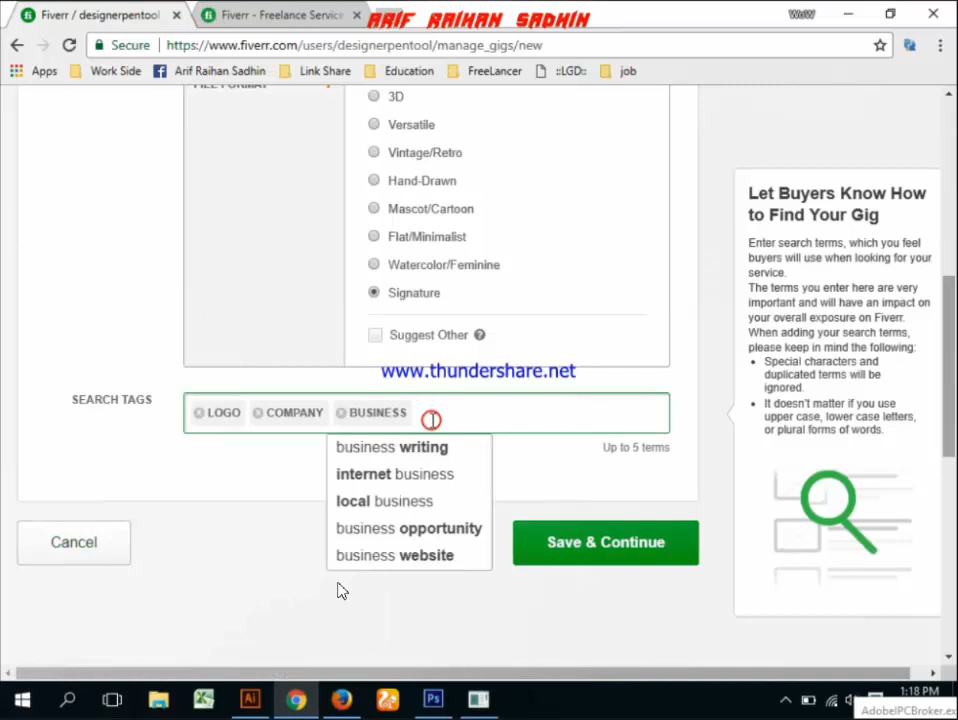 Fiverr / designerpentool
Fiverr - Freelance Service
ARIF RAIHAN SADHIN
WoW
Secure
https://www.fiverr.com/users/designerpentool/manage_gigs/new
Apps
Work Side
Arif Raihan Sadhin
Link Share
Education
FreeLancer
::LGD::
job
FILE FORMAT
3D
Versatile
Vintage/Retro
Hand-Drawn
Mascot/Cartoon
Flat/Minimalist
Watercolor/Feminine
Signature
Suggest Other ?
www.thundershare.net
SEARCH TAGS
LOGO
COMPANY
BUSINESS
business writing
internet business
local business
business opportunity
business website
Up to 5 terms
Cancel
Save & Continue
Let Buyers Know How
to Find Your Gig
Enter search terms, which you feel
buyers will use when looking for your
service.
The terms you enter here are very
important and will have an impact on
your overall exposure on Fiverr.
When adding your search terms,
please keep in mind the following:
• Special characters and
duplicated terms will be
ignored.
• It doesn't matter if you use
upper case, lower case letters,
or plural forms of words.
Ai
Ps
1:18 PM
AdobeIPCBroker.ex